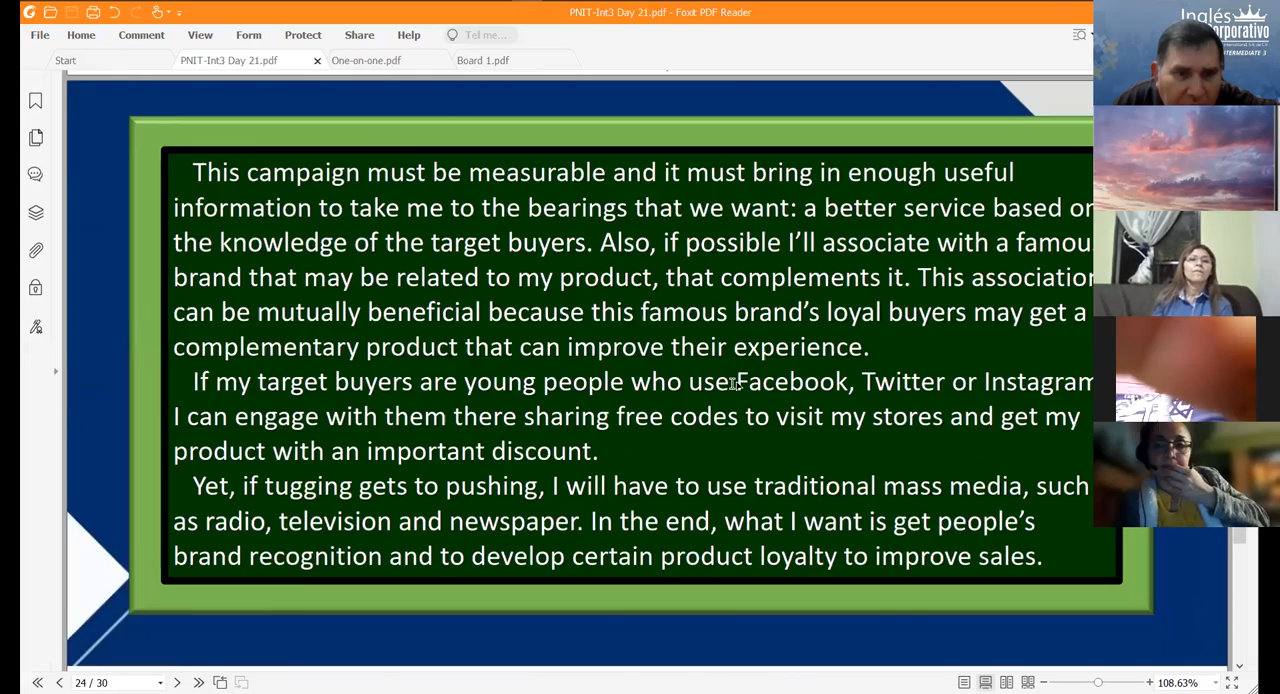 PNIT-Int3 Day 21.pdf - Foxit PDF Reader
File Home Comment View Form Protect Share Help Tell me...
Start PNIT-Int3 Day 21.pdf One-on-one.pdf Board 1.pdf
Inglés
orporativo
INTERMEDIATE 3
This campaign must be measurable and it must bring in enough useful
information to take me to the bearings that we want: a better service based on
the knowledge of the target buyers. Also, if possible I'll associate with a famou
brand that may be related to my product, that complements it. This association
can be mutually beneficial because this famous brand's loyal buyers may get a
complementary product that can improve their experience.
If my target buyers are young people who use Facebook, Twitter or Instagram
I can engage with them there sharing free codes to visit my stores and get my
product with an important discount.
Yet, if tugging gets to pushing, I will have to use traditional mass media, such
as radio, television and newspaper. In the end, what I want is get people's
brand recognition and to develop certain product loyalty to improve sales.
24 / 30 108.63%